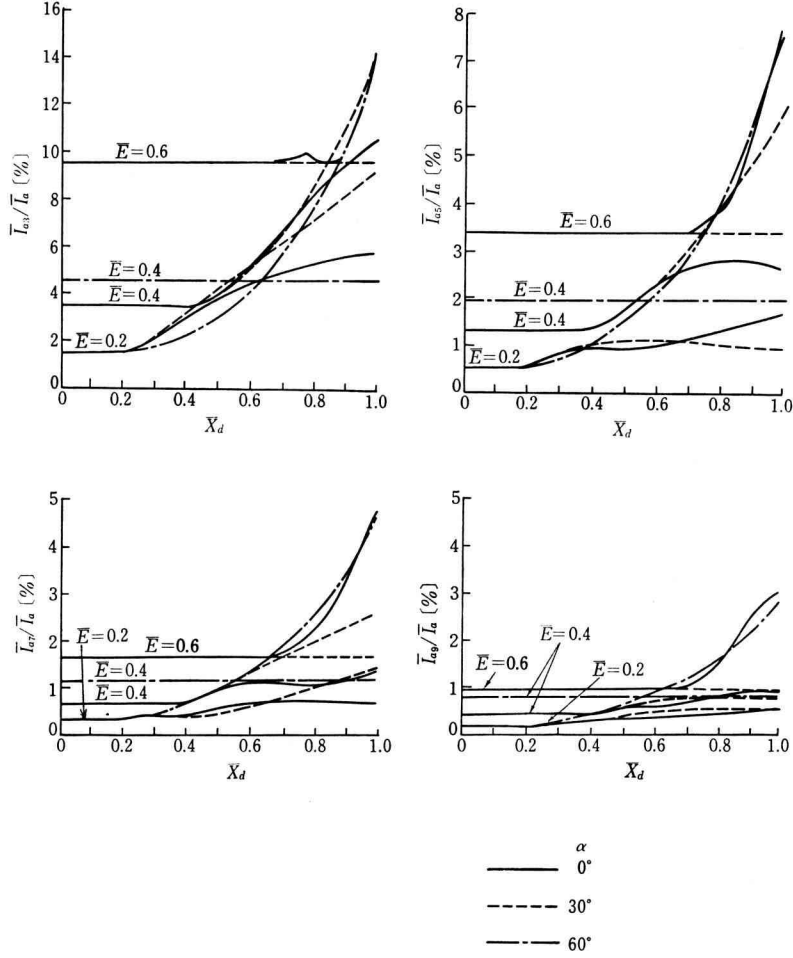 16
14
12
10
8
6
4
2
0
Ī_a3/Ī_a [%]
Ē=0.6
Ē=0.4
Ē=0.4
Ē=0.2
0 0.2 0.4 0.6 0.8 1.0
X̄_d
8
7
6
5
4
3
2
1
0
Ī_a5/Ī_a [%]
Ē=0.6
Ē=0.4
Ē=0.4
Ē=0.2
0 0.2 0.4 0.6 0.8 1.0
X̄_d
5
4
3
2
1
0
Ī_a7/Ī_a [%]
Ē=0.2
Ē=0.6
Ē=0.4
Ē=0.4
0 0.2 0.4 0.6 0.8 1.0
X̄_d
5
4
3
2
1
0
Ī_a9/Ī_a [%]
Ē=0.4
Ē=0.6
Ē=0.2
0 0.2 0.4 0.6 0.8 1.0
X̄_d
α
0°
30°
60°